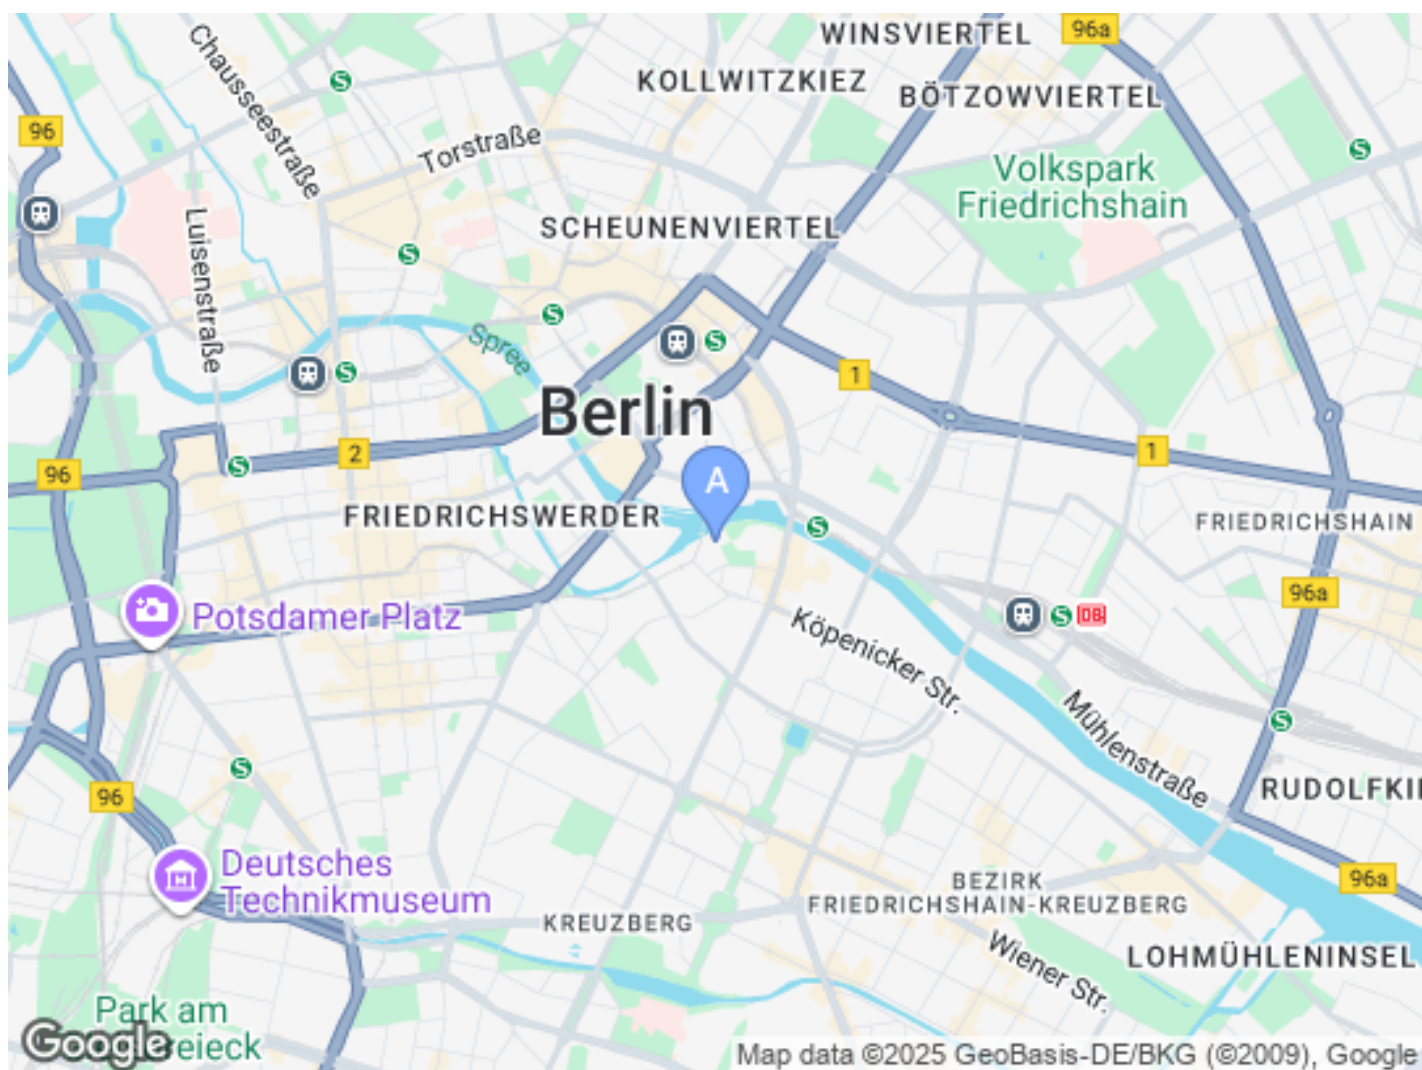 WINSVIERTEL
96a
KOLLWITZKIEZ
BÖTZOWVIERTEL
Chausseestraße
96
Torstraße
S
S
Volkspark
Friedrichshain
Luisenstraße
SCHEUNENVIERTEL
S
S
Spree
S
S
1
Berlin
1
2
S
96
A
FRIEDRICHSWERDER
S
FRIEDRICHSHAIN
96a
Potsdamer Platz
S
DB
Köpenicker Str.
Mühlenstraße
S
S
96
RUDOLFKI
Deutsches
Technikmuseum
BEZIRK
FRIEDRICHSHAIN-KREUZBERG
96a
KREUZBERG
Wiener Str.
LOHMÜHLENINSEL
Park am
eieck
Google
Map data ©2025 GeoBasis-DE/BKG (©2009), Google